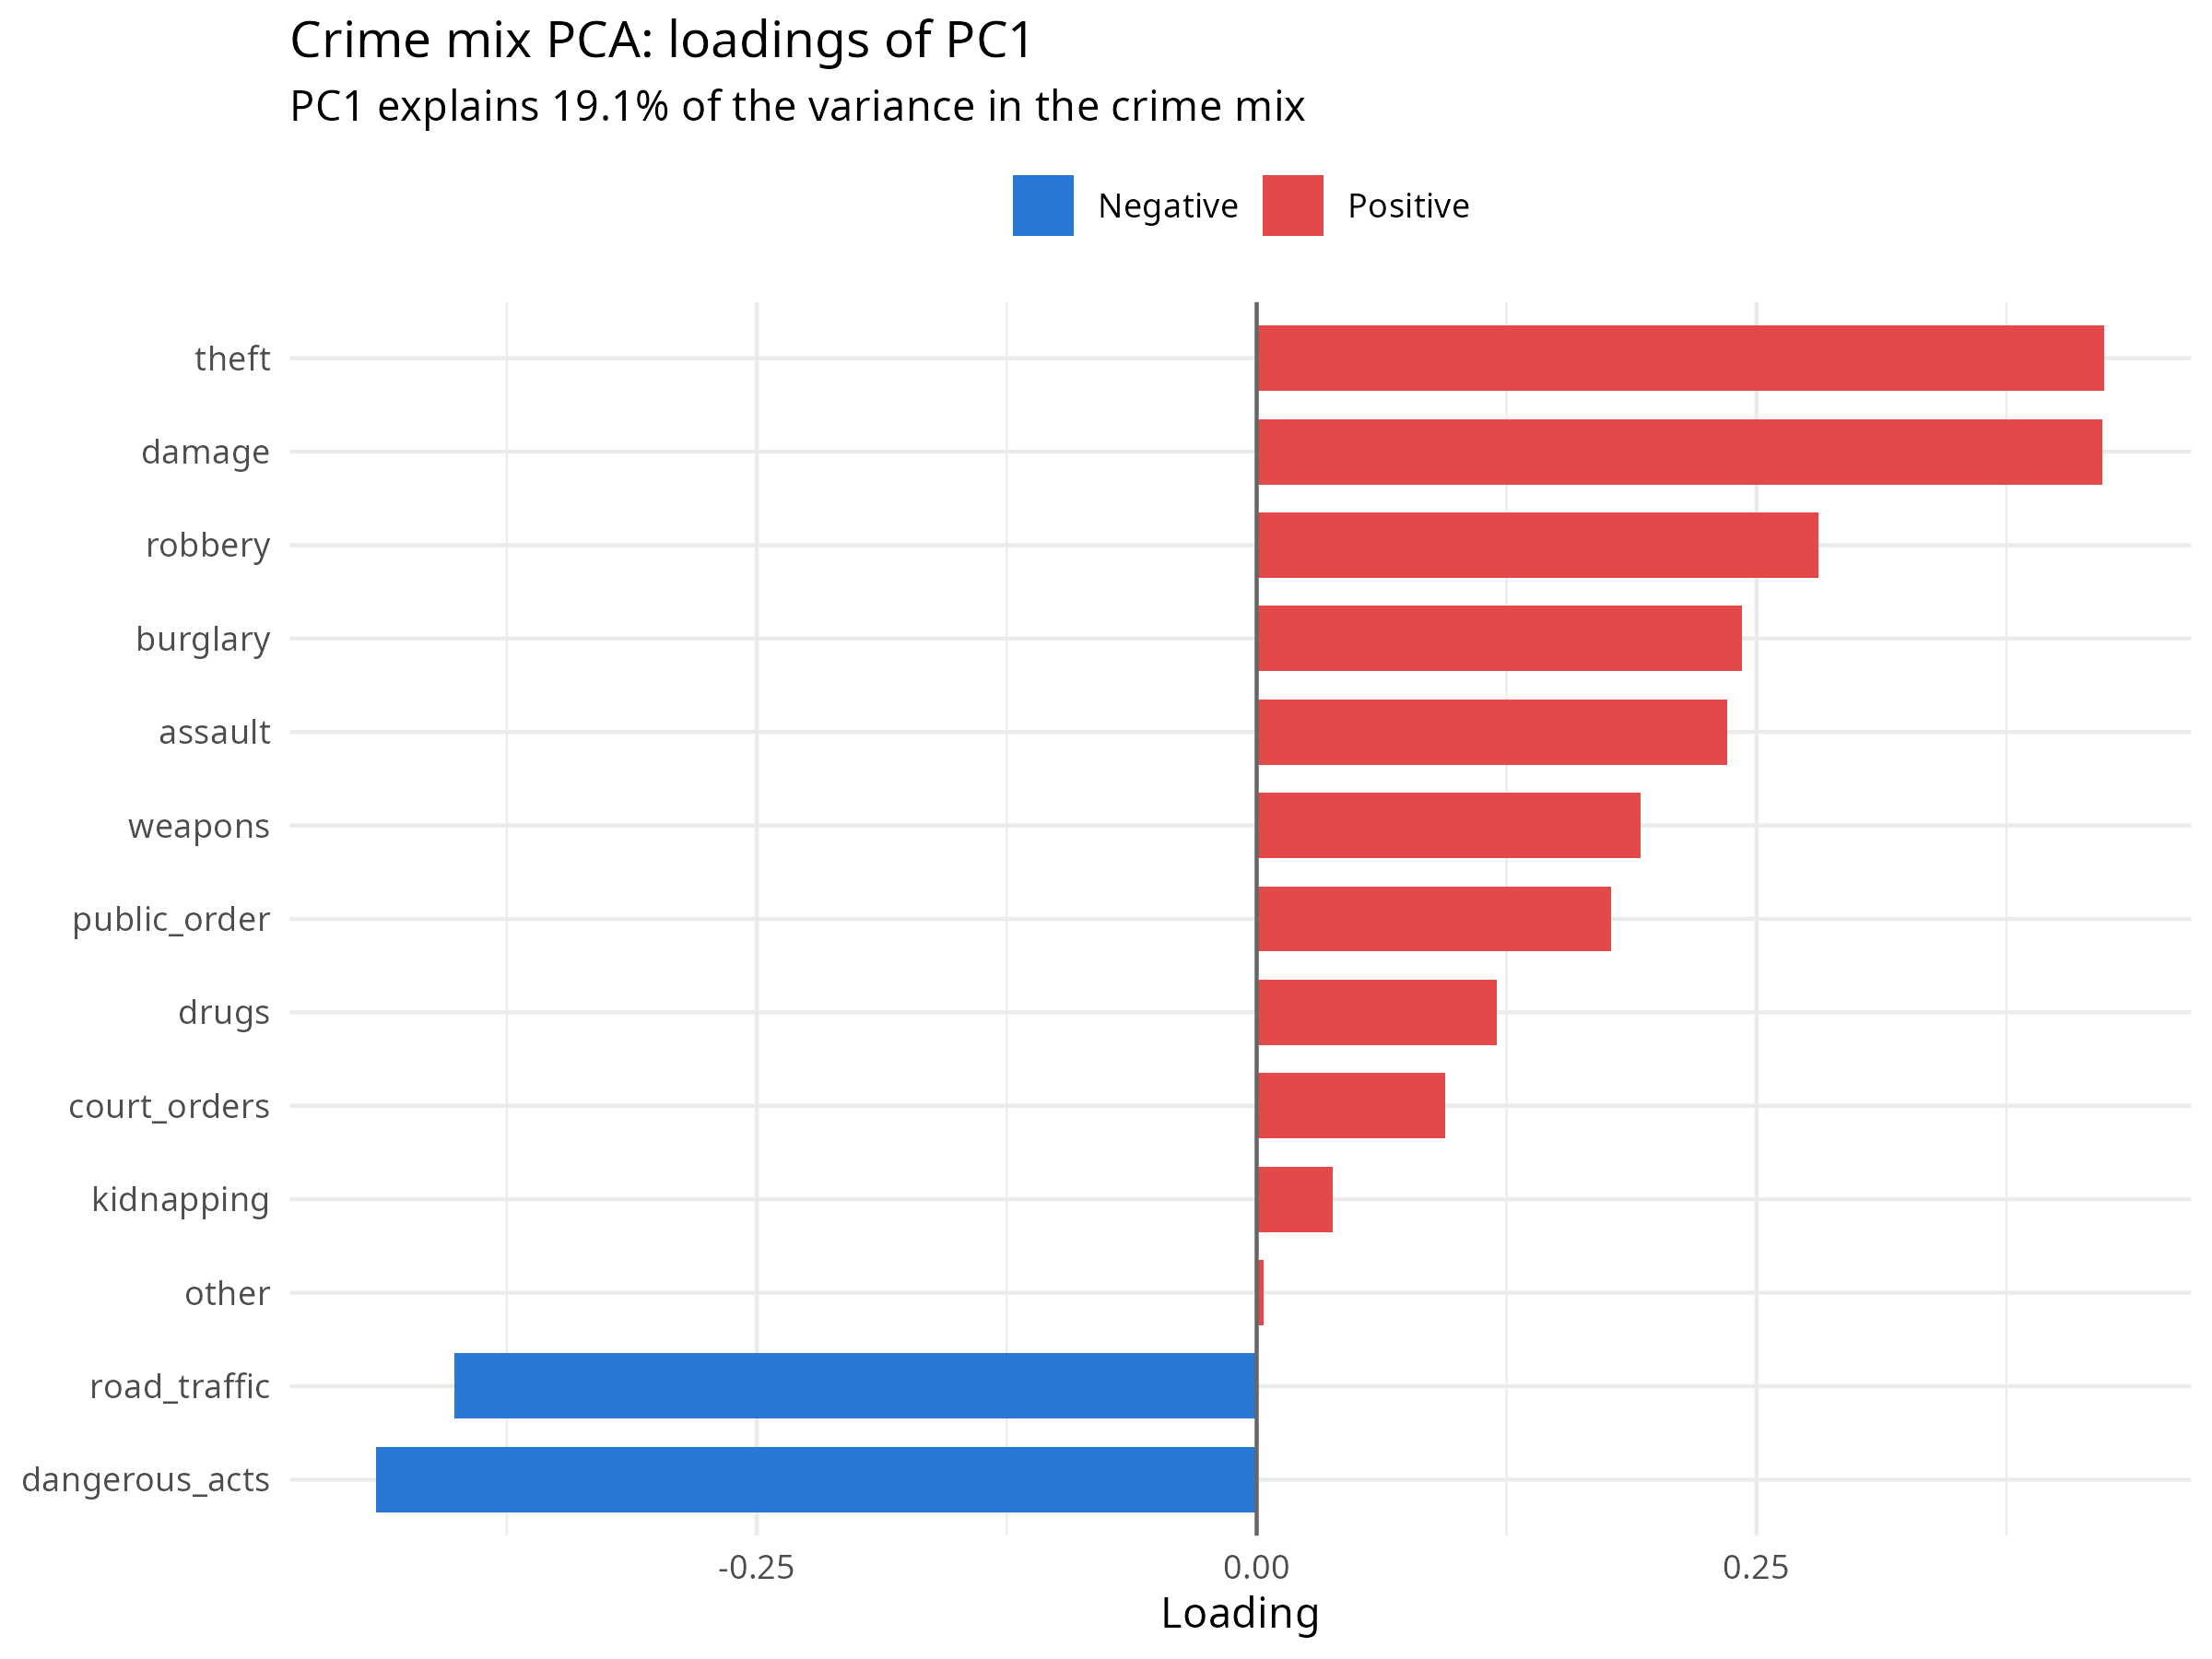 Crime mix PCA: loadings of PC1
PC1 explains 19.1% of the variance in the crime mix
Negative
Positive
theft
damage
robbery
burglary
assault
weapons
public_order
drugs
court_orders
kidnapping
other
road_traffic
dangerous_acts
-0.25
0.00
0.25
Loading